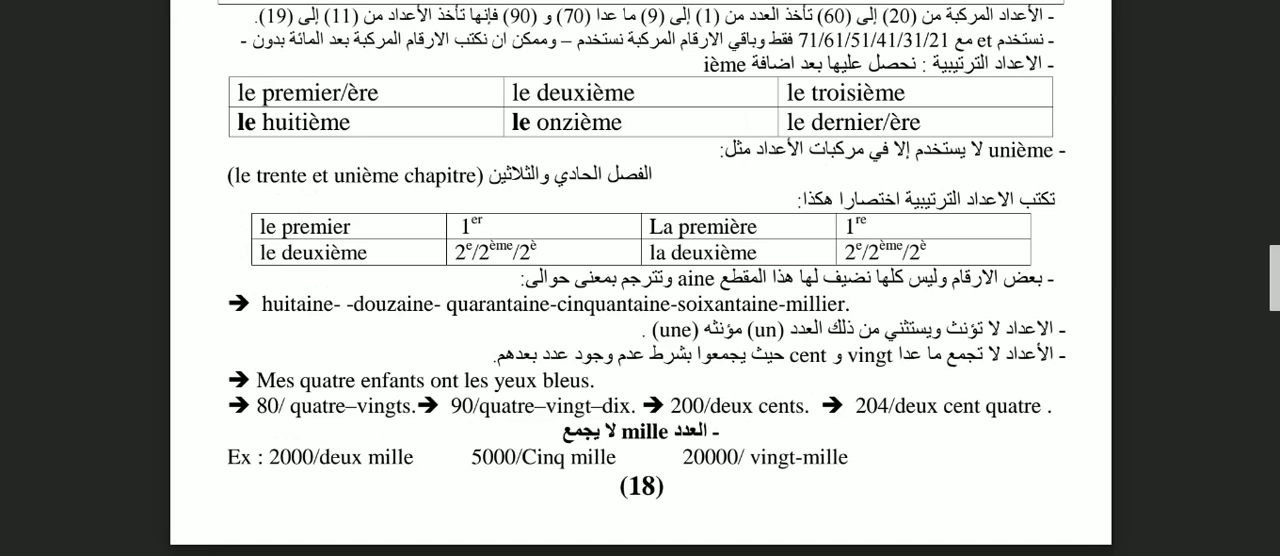 - الأعداد المركبة من (20) إلى (60) تأخذ العدد من (1) إلى (9) ما عدا (70) و (90) فإنها تأخذ الأعداد من (11) إلى (19).
- نستخدم et مع 71/61/51/41/31/21 فقط وباقي الارقام المركبة نستخدم – وممكن ان نكتب الارقام المركبة بعد المائة بدون -
- الاعداد الترتيبية : نحصل عليها بعد اضافة ième
le premier/ère le deuxième le troisième
le huitième le onzième le dernier/ère
- unième لا يستخدم إلا في مركبات الأعداد مثل:
الفصل الحادي والثلاثين (le trente et unième chapitre)
تكتب الاعداد الترتيبية اختصارا هكذا:
le premier 1er La première 1re
le deuxième 2e/2ème/2è la deuxième 2e/2ème/2è
- بعض الارقام وليس كلها نضيف لها هذا المقطع aine وتترجم بمعنى حوالى:
➔ huitaine- -douzaine- quarantaine-cinquantaine-soixantaine-millier.
- الاعداد لا تؤنث ويستثني من ذلك العدد (un) مؤنثه (une) .
- الأعداد لا تجمع ما عدا vingt و cent حيث يجمعوا بشرط عدم وجود عدد بعدهم.
➔ Mes quatre enfants ont les yeux bleus.
➔ 80/ quatre–vingts.➔ 90/quatre–vingt–dix. ➔ 200/deux cents. ➔ 204/deux cent quatre .
- العدد mille لا يجمع
Ex : 2000/deux mille 5000/Cinq mille 20000/ vingt-mille
(18)